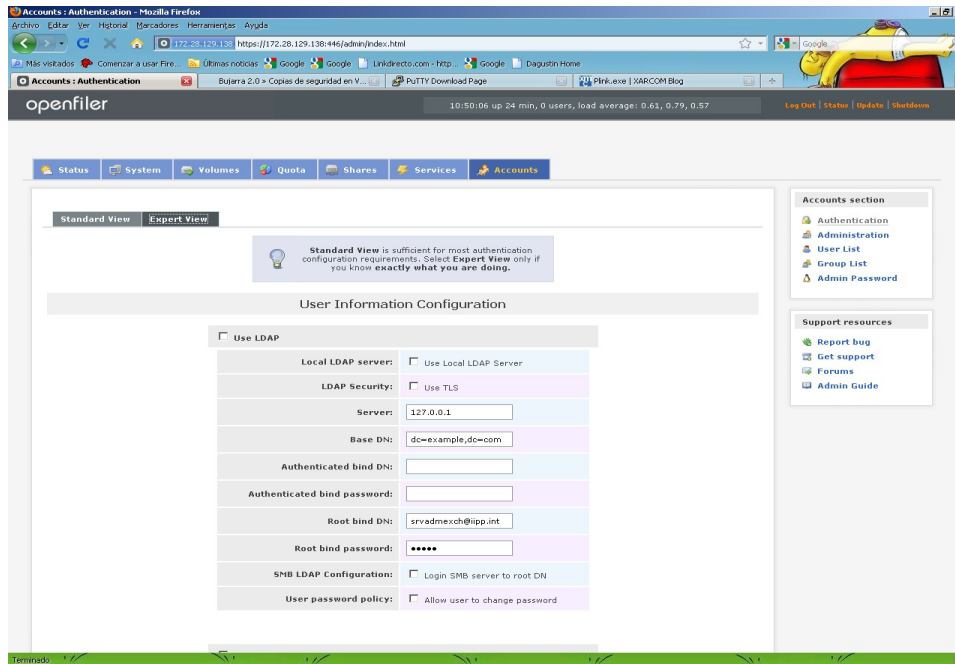 Accounts : Authentication - Mozilla Firefox
Archivo Editar Ver Historial Marcadores Herramientas Ayuda
172.28.129.138 https://172.28.129.138:446/admin/index.html
Google
Más visitados Comenzar a usar Fire... Últimas noticias Google Google Linkdirecto.com - http... Google Dagustin Home
Accounts : Authentication Bujarra 2.0 » Copias de seguridad en V... PuTTY Download Page Plink.exe | XARCOM Blog
openfiler
10:50:06 up 24 min, 0 users, load average: 0.61, 0.79, 0.57
Log Out | Status | Update | Shutdown
Status System Volumes Quota Shares Services Accounts
Standard View Expert View
Standard View is sufficient for most authentication
configuration requirements. Select Expert View only if
you know exactly what you are doing.
User Information Configuration
Use LDAP
Local LDAP server: Use Local LDAP Server
LDAP Security: Use TLS
Server: 127.0.0.1
Base DN: dc=example,dc=com
Authenticated bind DN:
Authenticated bind password:
Root bind DN: srvadmexch@iipp.int
Root bind password: •••••
SMB LDAP Configuration: Login SMB server to root DN
User password policy: Allow user to change password
Accounts section
Authentication
Administration
User List
Group List
Admin Password
Support resources
Report bug
Get support
Forums
Admin Guide
Terminado